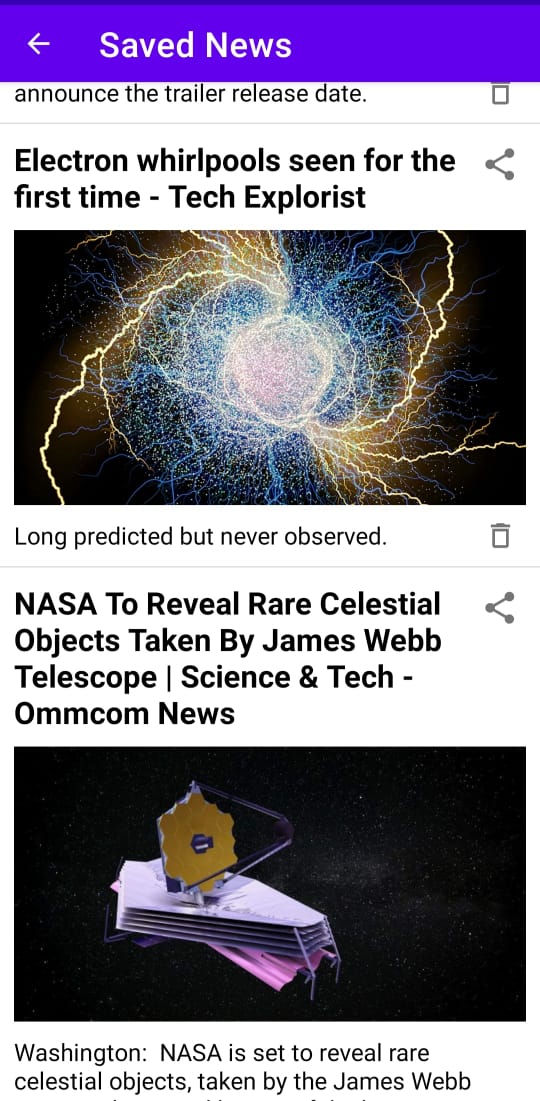 Saved News
announce the trailer release date.
Electron whirlpools seen for the
first time - Tech Explorist
Long predicted but never observed.
NASA To Reveal Rare Celestial
Objects Taken By James Webb
Telescope | Science & Tech -
Ommcom News
Washington:  NASA is set to reveal rare
celestial objects, taken by the James Webb